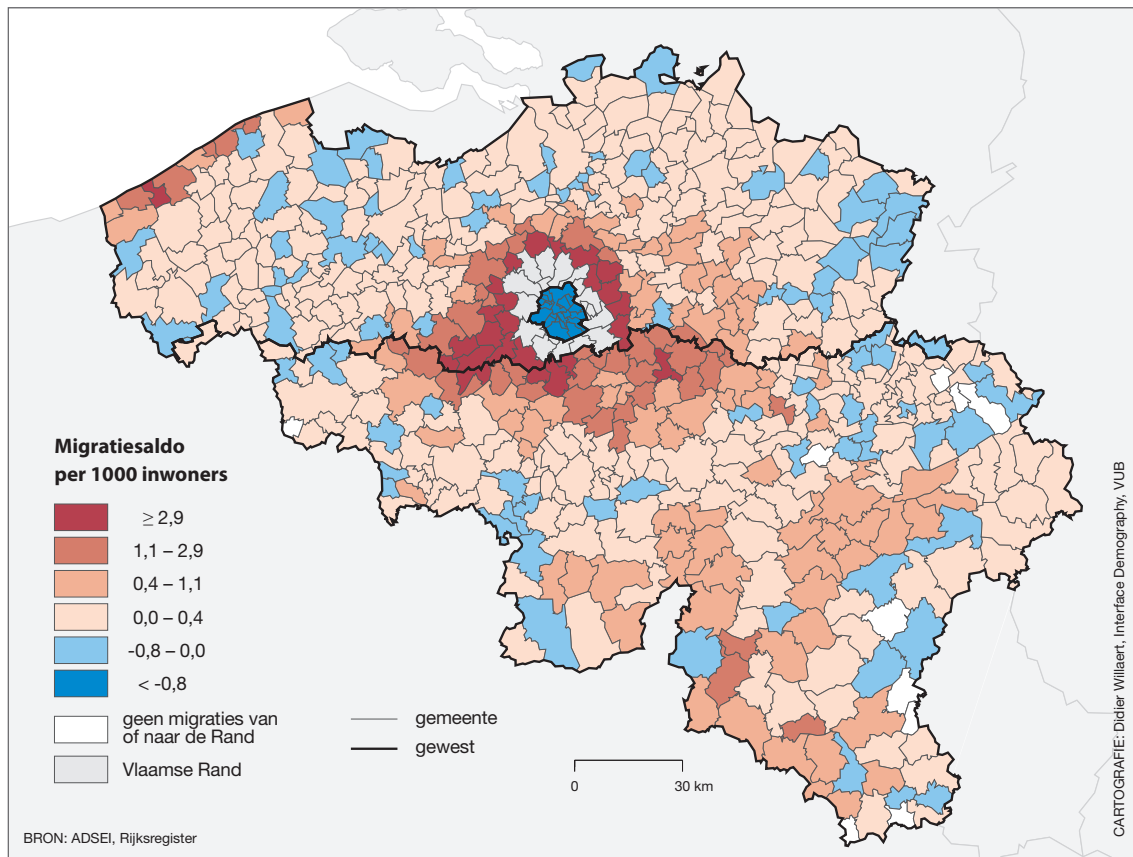 Migratiesaldo
per 1000 inwoners
≥ 2,9
1,1 – 2,9
0,4 – 1,1
0,0 – 0,4
-0,8 – 0,0
< -0,8
geen migraties van
of naar de Rand
Vlaamse Rand
gemeente
gewest
0 30 km
BRON: ADSEI, Rijksregister
CARTOGRAFIE: Didier Willaert, Interface Demography, VUB